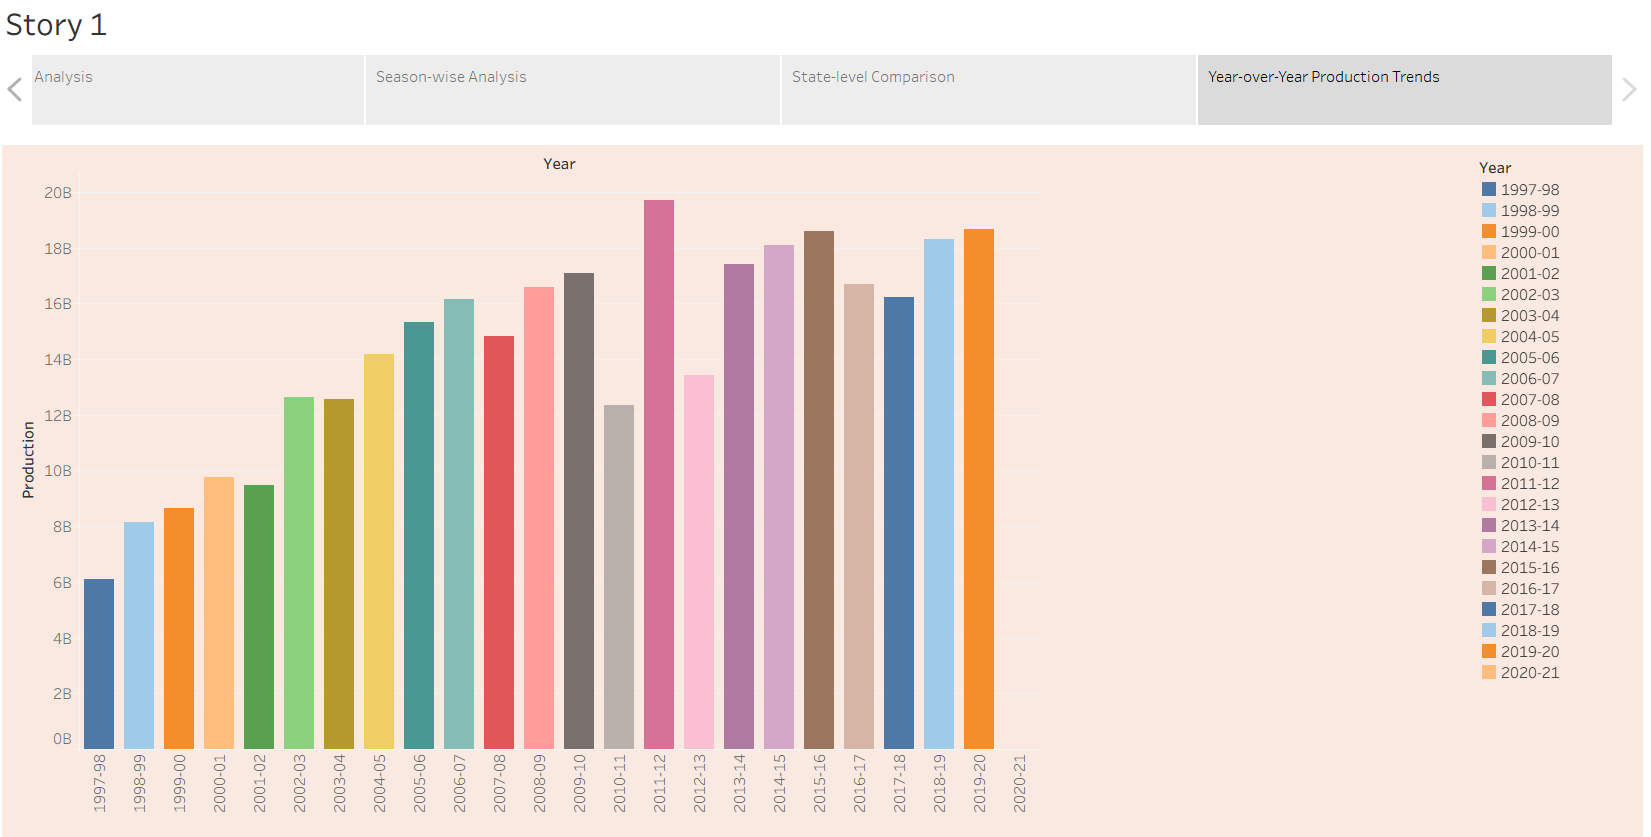 Story 1
Analysis
Season-wise Analysis
State-level Comparison
Year-over-Year Production Trends
Year
20B
18B
16B
14B
12B
10B
8B
6B
4B
2B
0B
Production
1997-98
1998-99
1999-00
2000-01
2001-02
2002-03
2003-04
2004-05
2005-06
2006-07
2007-08
2008-09
2009-10
2010-11
2011-12
2012-13
2013-14
2014-15
2015-16
2016-17
2017-18
2018-19
2019-20
2020-21
Year
1997-98
1998-99
1999-00
2000-01
2001-02
2002-03
2003-04
2004-05
2005-06
2006-07
2007-08
2008-09
2009-10
2010-11
2011-12
2012-13
2013-14
2014-15
2015-16
2016-17
2017-18
2018-19
2019-20
2020-21